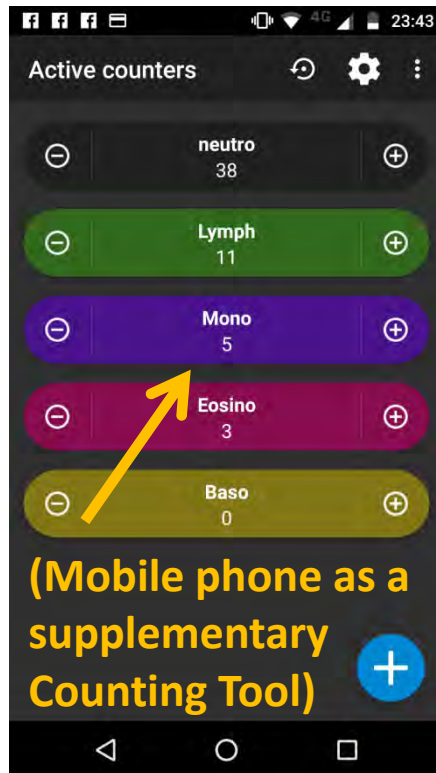 4G 23:43
Active counters
neutro
38
Lymph
11
Mono
5
Eosino
3
Baso
0
(Mobile phone as a
supplementary
Counting Tool)